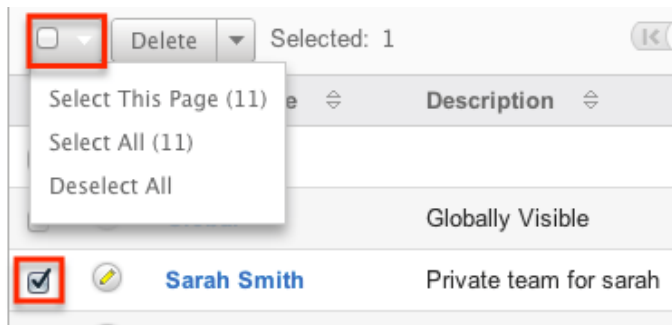 Delete Selected: 1
Select This Page (11)
Description
Select All (11)
Deselect All
Globally Visible
Sarah Smith Private team for sarah